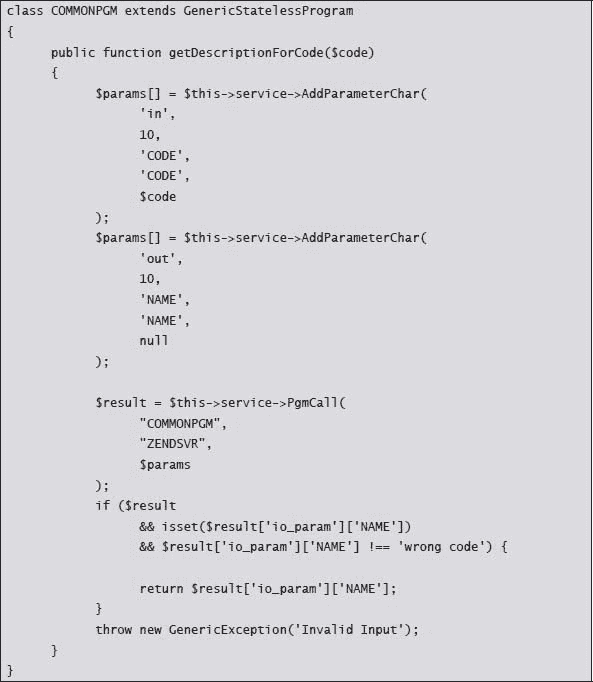 class COMMONPGM extends GenericStatelessProgram
{
public function getDescriptionForCode($code)
{
$params[] = $this->service->AddParameterChar(
'in',
10,
'CODE',
'CODE',
$code
);
$params[] = $this->service->AddParameterChar(
'out',
10,
'NAME',
'NAME',
null
);
$result = $this->service->PgmCall(
"COMMONPGM",
"ZENDSVR",
$params
);
if ($result
&& isset($result['io_param']['NAME'])
&& $result['io_param']['NAME'] !== 'wrong code') {
return $result['io_param']['NAME'];
}
throw new GenericException('Invalid Input');
}
}